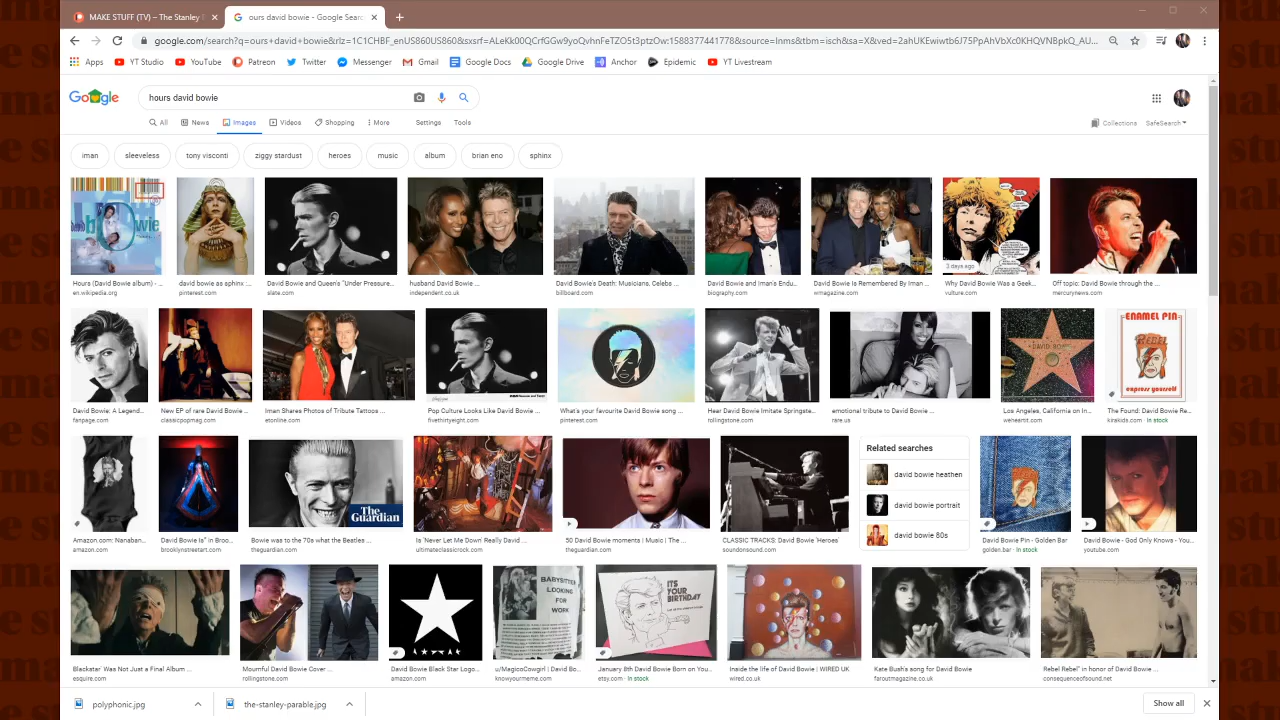 MAKE STUFF (TV) – The Stanley
ours david bowie - Google Sear
google.com/search?q=ours+david+bowie&rlz=1C1CHBF_enUS860US860&sxsrf=ALeKk00QCrfGGw9yoQvhnFeTZO5t3ptzOw:1588377441778&source=lnms&tbm=isch&sa=X&ved=2ahUKEwiwtb6J75PpAhVbXc0KHQVNBpkQ_AU...
Apps YT Studio YouTube Patreon Twitter Messenger Gmail Google Docs Google Drive Anchor Epidemic YT Livestream
Google
hours david bowie
All News Images Videos Shopping More Settings Tools
Collections SafeSearch
iman sleeveless tony visconti ziggy stardust heroes music album brian eno sphinx
3 days ago
Hours (David Bowie album) - ... david bowie as sphinx :... David Bowie and Queen's "Under Pressure... husband David Bowie ... David Bowie's Death: Musicians, Celebs ... David Bowie and Iman's Endu... David Bowie Is Remembered By Iman ... Why David Bowie Was a Geek... Off topic: David Bowie through the ...
en.wikipedia.org pinterest.com slate.com independent.co.uk billboard.com biography.com wmagazine.com vulture.com mercurynews.com
ENAMEL PIN
REBEL
express yourself
David Bowie: A Legend... New EP of rare David Bowie ... Iman Shares Photos of Tribute Tattoos ... Pop Culture Looks Like David Bowie ... What's your favourite David Bowie song ... Hear David Bowie Imitate Springste... emotional tribute to David Bowie ... Los Angeles, California on In... The Found: David Bowie Re...
fanpage.com classicpopmag.com etonline.com fivethirtyeight.com pinterest.com rollingstone.com rare.us weheartit.com kirakids.com · In stock
Related searches
david bowie heathen
david bowie portrait
david bowie 80s
The
Guardian
Amazon.com: Nanaban... David Bowie Is" in Broo... Bowie was to the 70s what the Beatles ... Is 'Never Let Me Down' Really David ... 50 David Bowie moments | Music | The ... CLASSIC TRACKS: David Bowie 'Heroes' David Bowie Pin - Golden Bar David Bowie - God Only Knows - You...
amazon.com brooklynstreetart.com theguardian.com ultimateclassicrock.com theguardian.com soundonsound.com golden.bar · In stock youtube.com
BABYSITTER
LOOKING
FOR
WORK
IT'S
YOUR
BIRTHDAY
Blackstar' Was Not Just a Final Album ... Mournful David Bowie Cover ... David Bowie Black Star Logo... u/MagicoCowgirl | David Bo... January 8th David Bowie Born on You... Inside the life of David Bowie | WIRED UK Kate Bush's song for David Bowie Rebel Rebel" in honor of David Bowie ...
esquire.com rollingstone.com amazon.com knowyourmeme.com etsy.com · In stock wired.co.uk faroutmagazine.co.uk consequenceofsound.net
polyphonic.jpg the-stanley-parable.jpg Show all